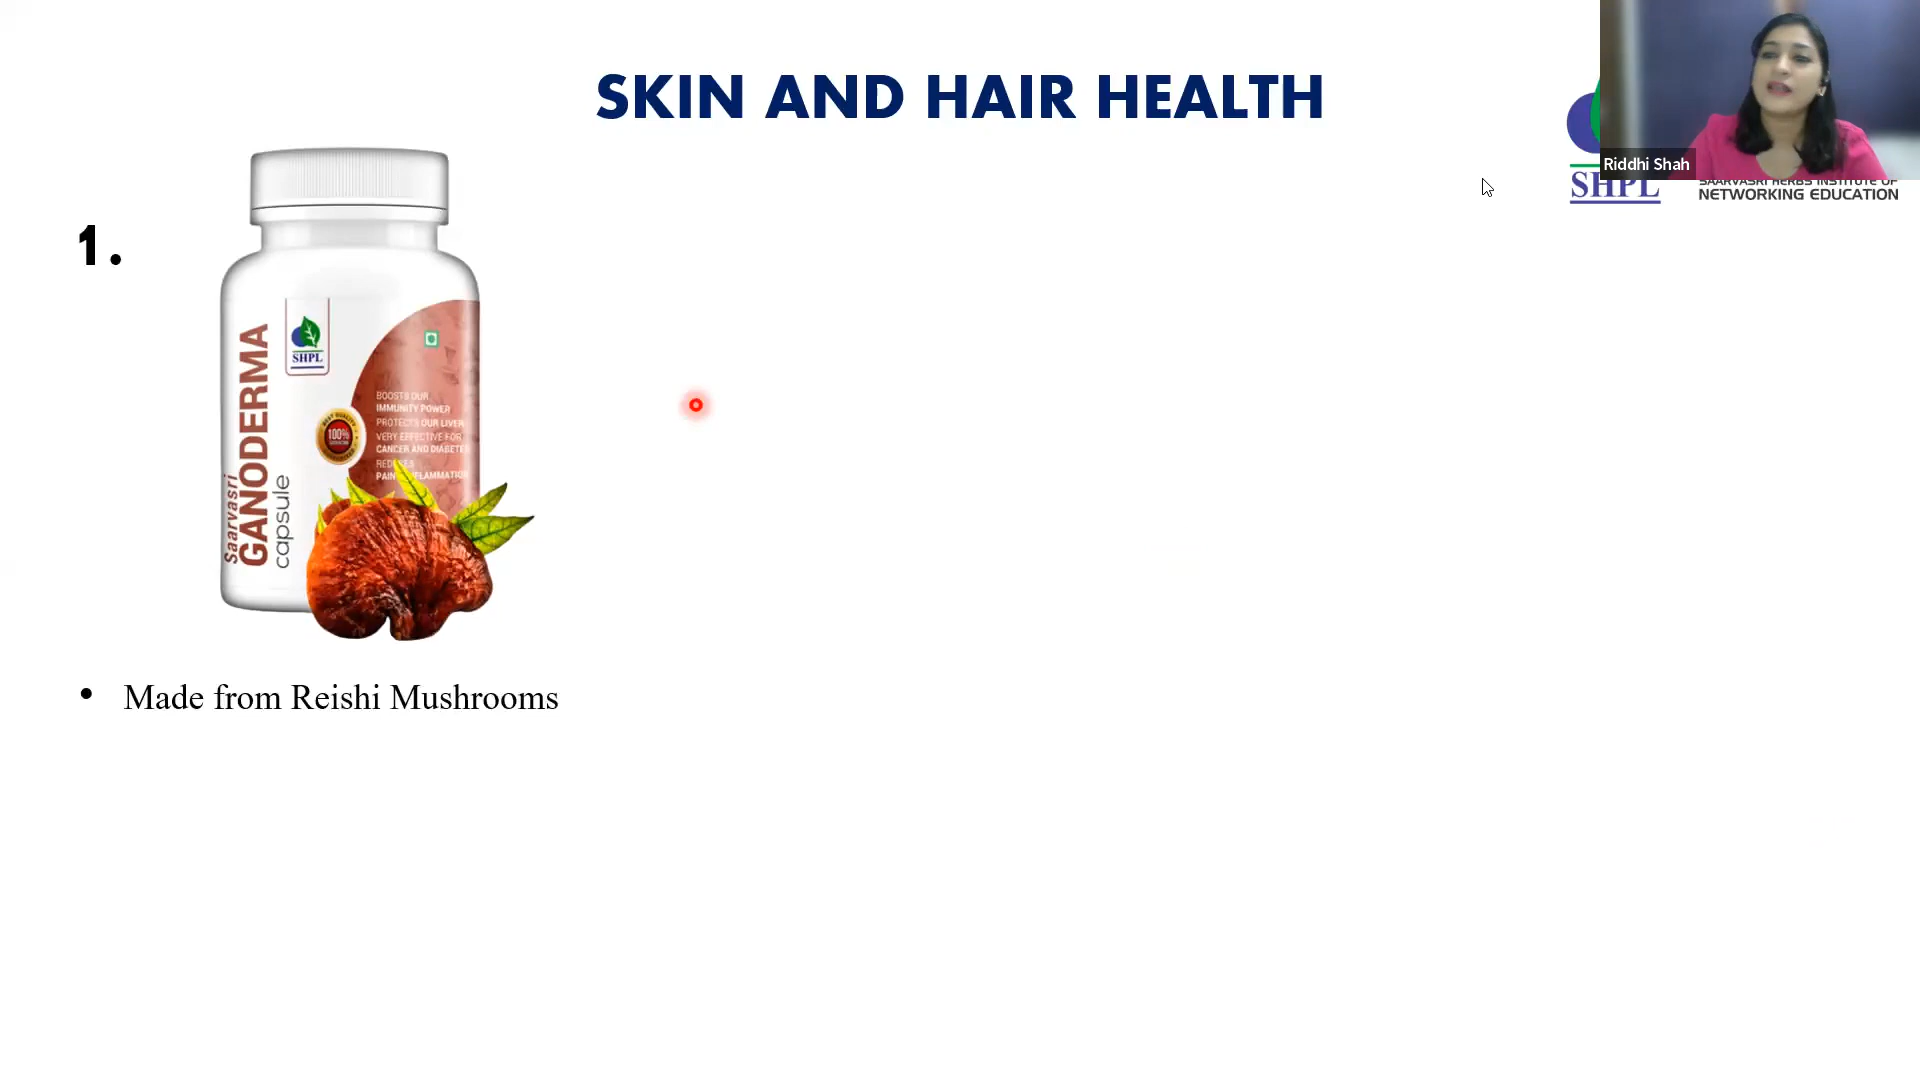 SKIN AND HAIR HEALTH
Riddhi Shah
SHPL
SAARVASRI HERBS INSTITUTE OF
NETWORKING EDUCATION
1.
Saarvasri
GANODERMA
capsule
SHPL
BOOSTS OUR
IMMUNITY POWER
PROTECTS OUR LIVER
VERY EFFECTIVE FOR
CANCER AND DIABETE
100%
• Made from Reishi Mushrooms